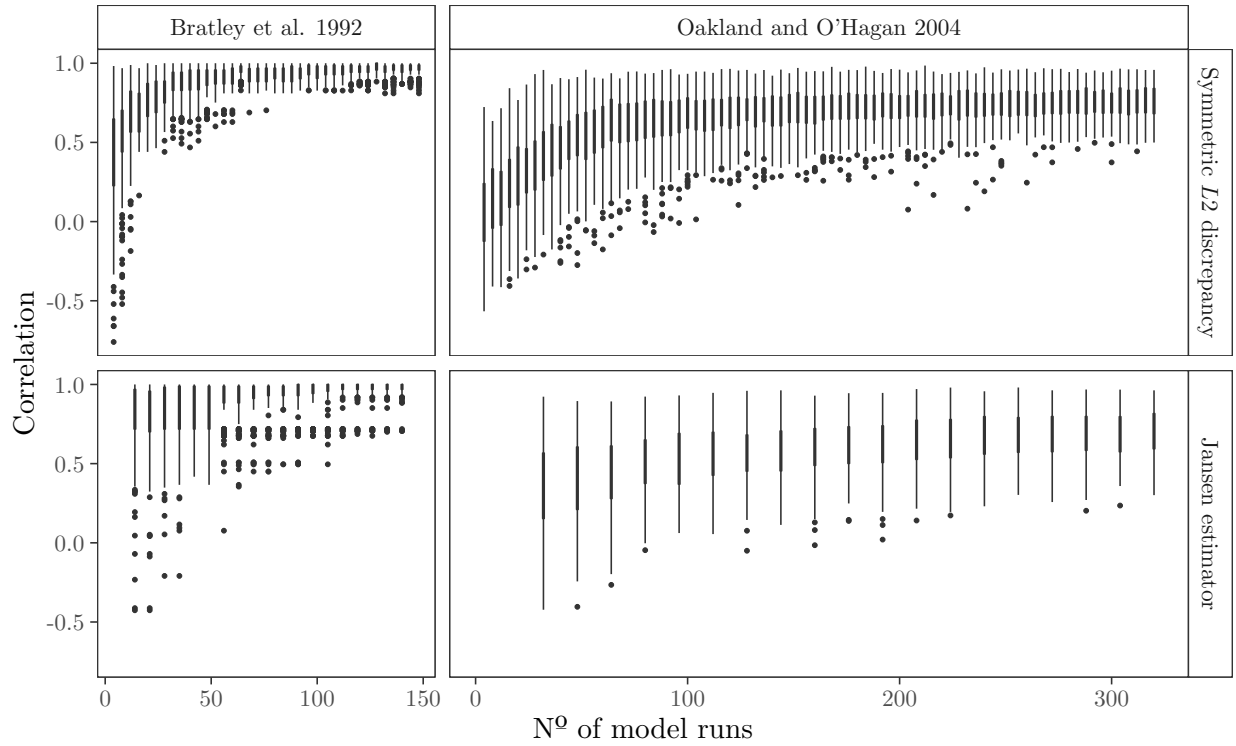 Bratley et al. 1992
Oakland and O'Hagan 2004
1.0
0.5
0.0
-0.5
Symmetric L2 discrepancy
Correlation
1.0
0.5
0.0
-0.5
Jansen estimator
0 50 100 150
0 100 200 300
Nº of model runs